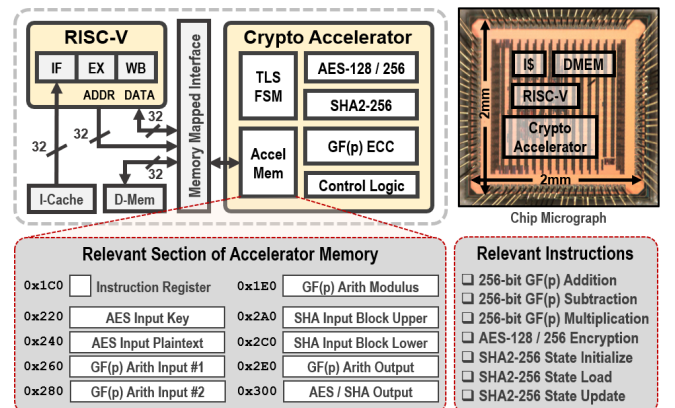 RISC-V
IF EX WB
ADDR DATA
32
32
32
32
I-Cache
D-Mem
Memory Mapped Interface
Crypto Accelerator
TLS FSM
AES-128 / 256
SHA2-256
Accel Mem
GF(p) ECC
Control Logic
I$ DMEM
RISC-V
Crypto Accelerator
2mm
2mm
Chip Micrograph
Relevant Section of Accelerator Memory
0x1C0 Instruction Register 0x1E0 GF(p) Arith Modulus
0x220 AES Input Key 0x2A0 SHA Input Block Upper
0x240 AES Input Plaintext 0x2C0 SHA Input Block Lower
0x260 GF(p) Arith Input #1 0x2E0 GF(p) Arith Output
0x280 GF(p) Arith Input #2 0x300 AES / SHA Output
Relevant Instructions
❑ 256-bit GF(p) Addition
❑ 256-bit GF(p) Subtraction
❑ 256-bit GF(p) Multiplication
❑ AES-128 / 256 Encryption
❑ SHA2-256 State Initialize
❑ SHA2-256 State Load
❑ SHA2-256 State Update